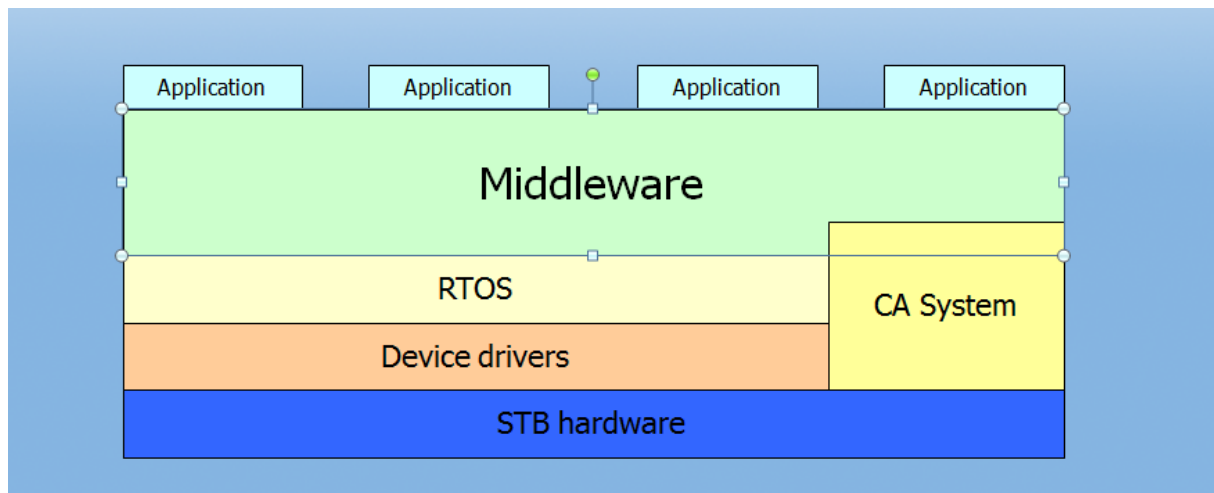 Application
Application
Application
Application
Middleware
RTOS
CA System
Device drivers
STB hardware